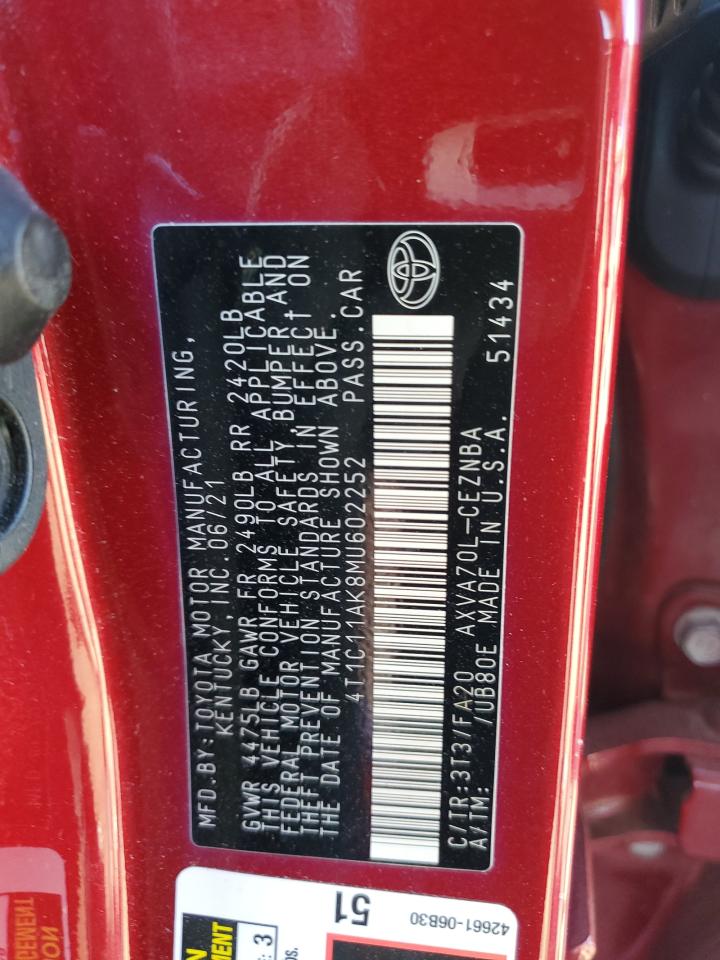 MFD.BY:TOYOTA MOTOR MANUFACTURING,
KENTUCKY,INC.06/21
GVWR 4475LB GAWR FR 2490LB RR 2420LB
THIS VEHICLE CONFORMS TO ALL APPLICABLE
FEDERAL MOTOR VEHICLE SAFETY,BUMPER,AND
THEFT PREVENTION STANDARDS IN EFFECT ON
THE DATE OF MANUFACTURE SHOWN ABOVE.
4T1C11AK8MU602252 PASS.CAR
C/TR:3T3 /FA20 AXVA70L-CEZNBA
A/TM: /UB80E MADE IN U.S.A. 51434
51
42661-06B30
3